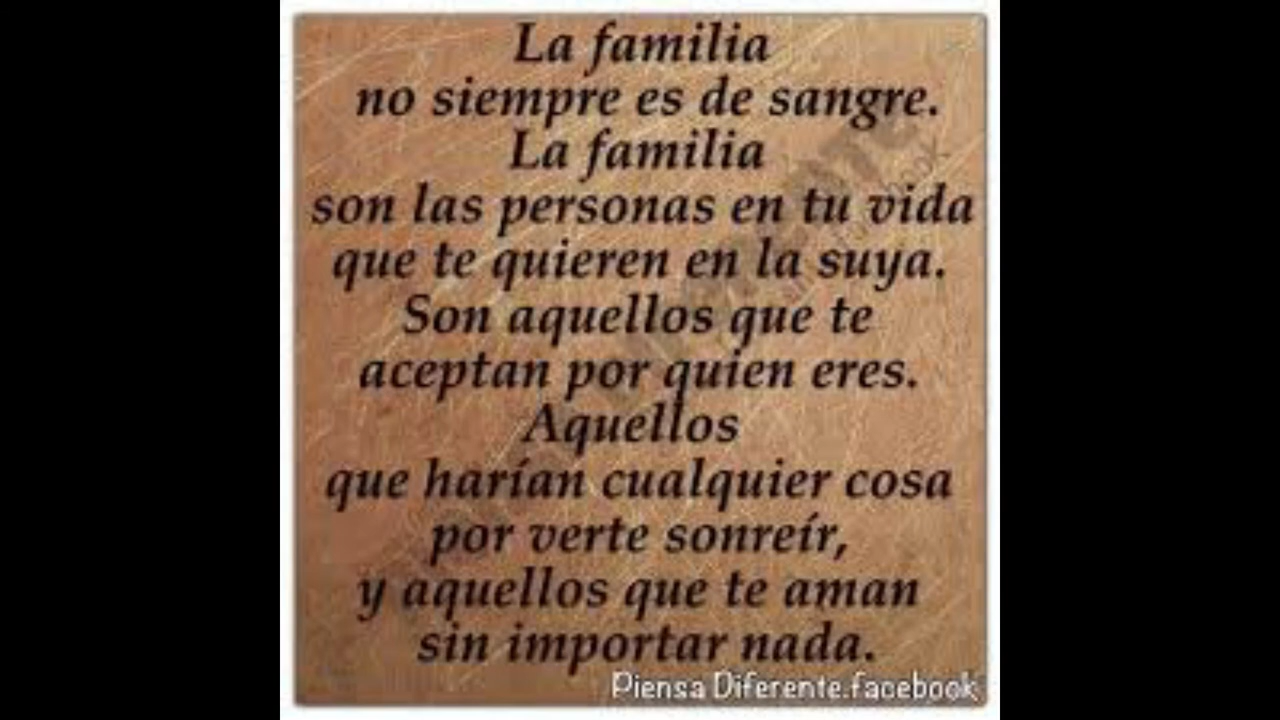 La familia
no siempre es de sangre.
La familia
son las personas en tu vida
que te quieren en la suya.
Son aquellos que te
aceptan por quien eres.
Aquellos
que harían cualquier cosa
por verte sonreír,
y aquellos que te aman
sin importar nada.
Piensa Diferente.facebook